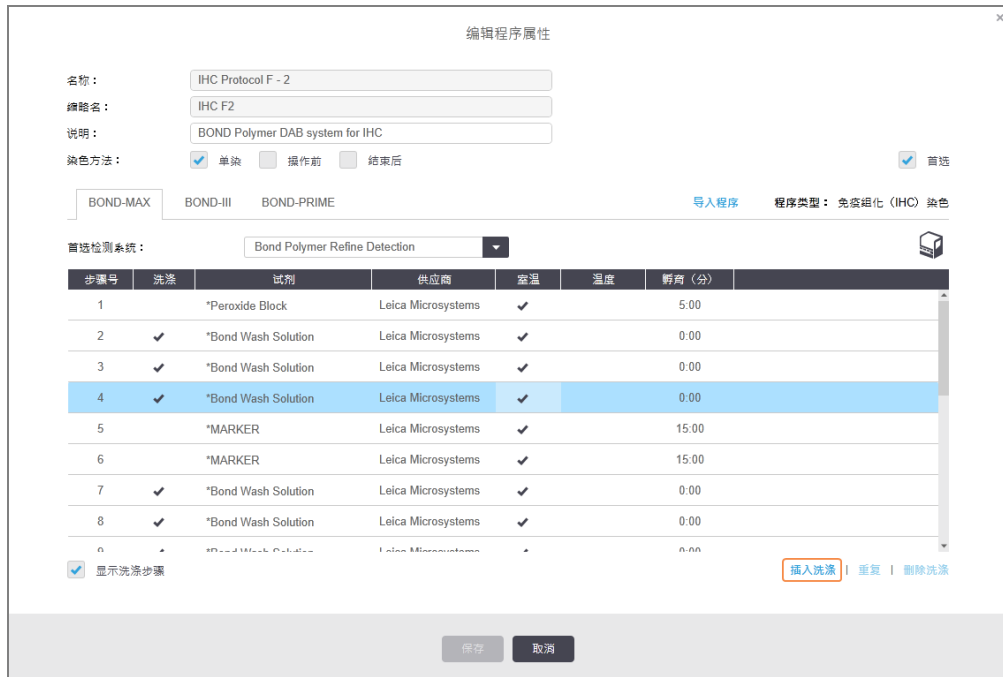 ×
编辑程序属性
名称： IHC Protocol F - 2
缩略名： IHC F2
说明： BOND Polymer DAB system for IHC
染色方法： 单染 操作前 结束后 首选
BOND-MAX BOND-III BOND-PRIME 导入程序 程序类型： 免疫组化（IHC）染色
首选检测系统： Bond Polymer Refine Detection
步骤号 洗涤 试剂 供应商 室温 温度 孵育（分）
1 *Peroxide Block Leica Microsystems ✔ 5:00
2 ✔ *Bond Wash Solution Leica Microsystems ✔ 0:00
3 ✔ *Bond Wash Solution Leica Microsystems ✔ 0:00
4 ✔ *Bond Wash Solution Leica Microsystems ✔ 0:00
5 *MARKER Leica Microsystems ✔ 15:00
6 *MARKER Leica Microsystems ✔ 15:00
7 ✔ *Bond Wash Solution Leica Microsystems ✔ 0:00
8 ✔ *Bond Wash Solution Leica Microsystems ✔ 0:00
9 ✔ *Bond Wash Solution Leica Microsystems ✔ 0:00
显示洗涤步骤 插入洗涤 | 重复 | 删除洗涤
保存 取消